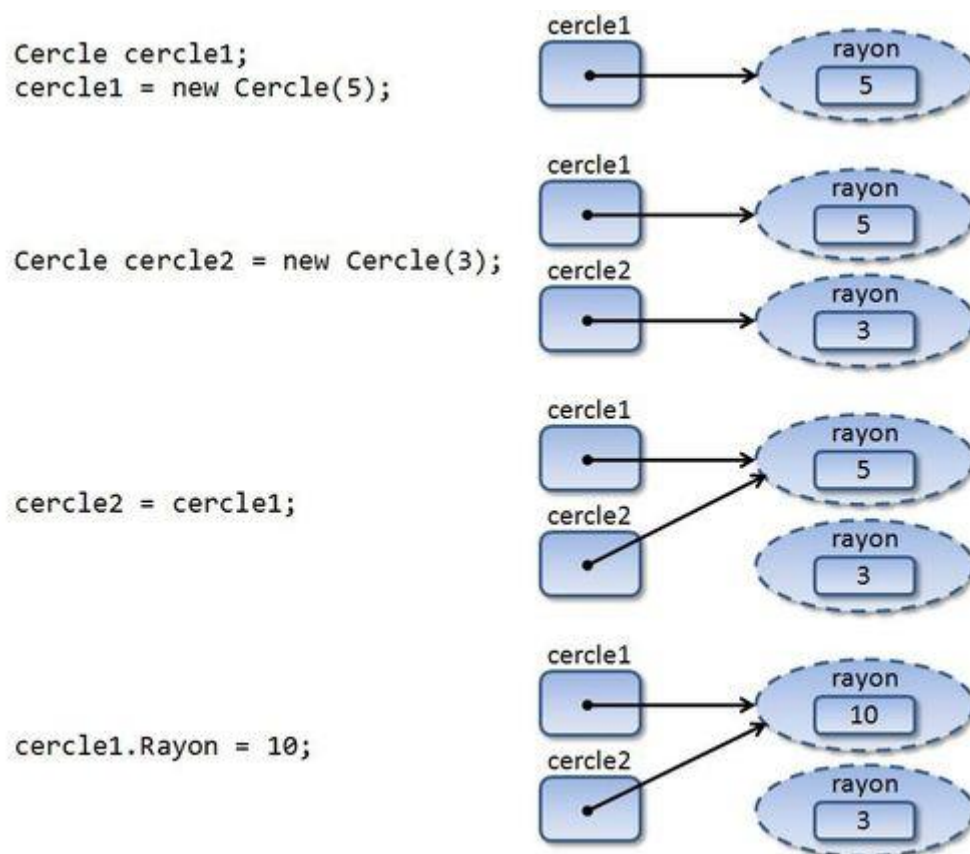 Cercle cercle1;
cercle1 = new Cercle(5);
cercle1
rayon
5
Cercle cercle2 = new Cercle(3);
cercle1
rayon
5
cercle2
rayon
3
cercle2 = cercle1;
cercle1
rayon
5
cercle2
rayon
3
cercle1.Rayon = 10;
cercle1
rayon
10
cercle2
rayon
3